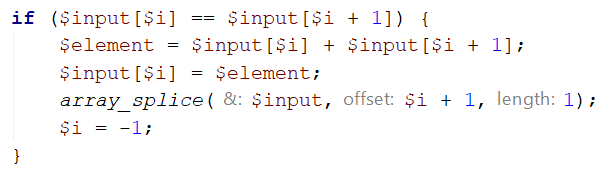 if ($input[$i] == $input[$i + 1]) {
    $element = $input[$i] + $input[$i + 1];
    $input[$i] = $element;
    array_splice( &: $input, offset: $i + 1, length: 1);
    $i = -1;
}